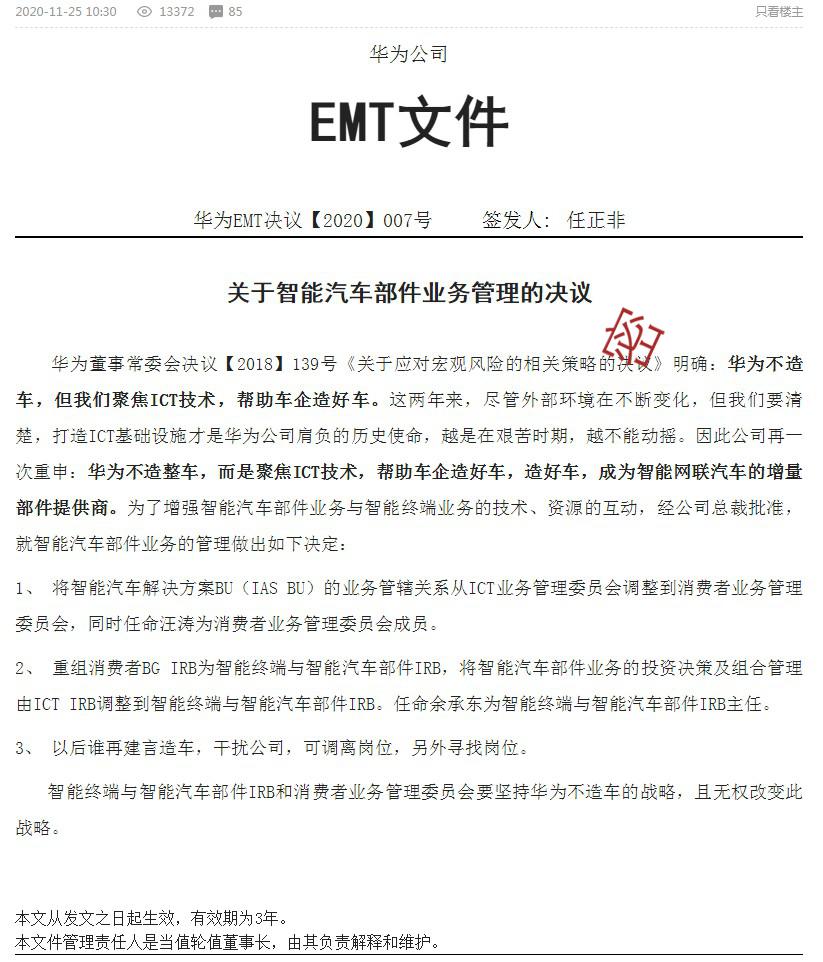 2020-11-25 10:30 13372 85 只看楼主
华为公司
EMT文件
华为EMT决议【2020】007号 签发人: 任正非
关于智能汽车部件业务管理的决议
华为董事常委会决议【2018】139号《关于应对宏观风险的相关策略的决议》明确:华为不造
车,但我们聚焦ICT技术,帮助车企造好车。这两年来,尽管外部环境在不断变化,但我们要清
楚,打造ICT基础设施才是华为公司肩负的历史使命,越是在艰苦时期,越不能动摇。因此公司再一
次重申:华为不造整车,而是聚焦ICT技术,帮助车企造好车,造好车,成为智能网联汽车的增量
部件提供商。为了增强智能汽车部件业务与智能终端业务的技术、资源的互动,经公司总裁批准,
就智能汽车部件业务的管理做出如下决定:
1、 将智能汽车解决方案BU(IAS BU)的业务管辖关系从ICT业务管理委员会调整到消费者业务管理
委员会,同时任命汪涛为消费者业务管理委员会成员。
2、 重组消费者BG IRB为智能终端与智能汽车部件IRB,将智能汽车部件业务的投资决策及组合管理
由ICT IRB调整到智能终端与智能汽车部件IRB。任命余承东为智能终端与智能汽车部件IRB主任。
3、 以后谁再建言造车,干扰公司,可调离岗位,另外寻找岗位。
智能终端与智能汽车部件IRB和消费者业务管理委员会要坚持华为不造车的战略,且无权改变此
战略。
本文从发文之日起生效,有效期为3年。
本文件管理责任人是当值轮值董事长,由其负责解释和维护。